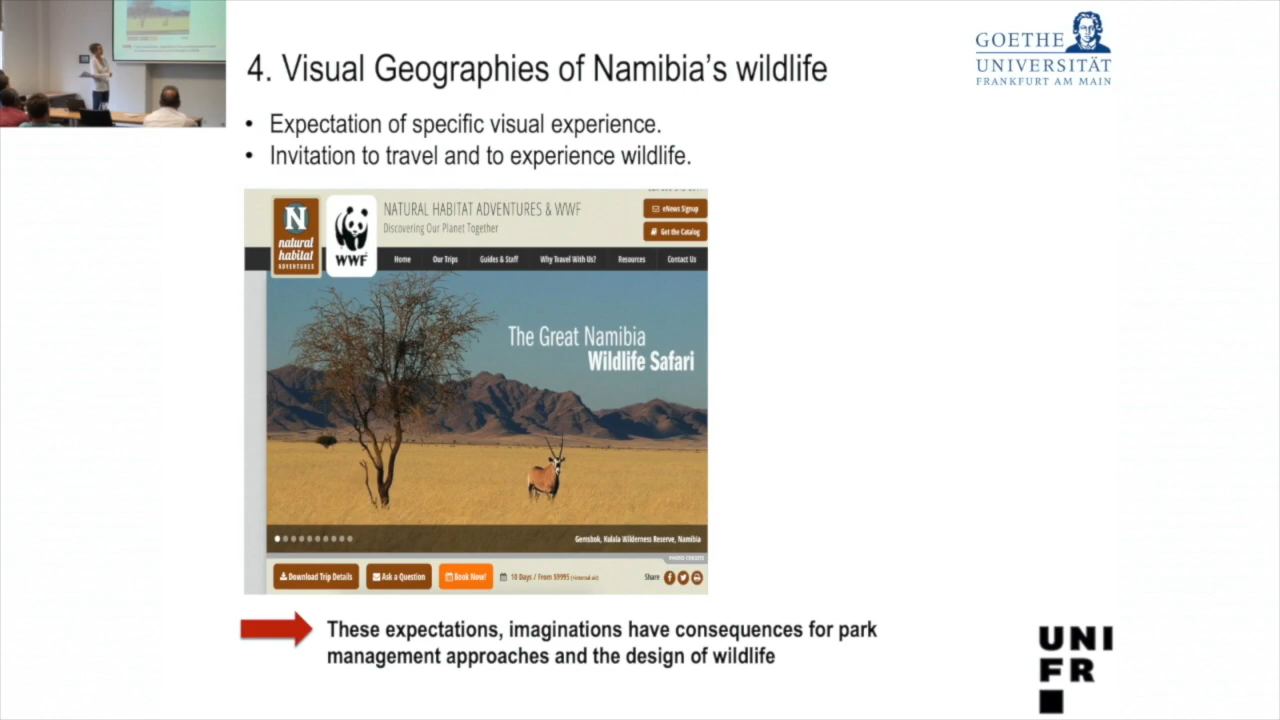 GOETHE
UNIVERSITÄT
FRANKFURT AM MAIN
4. Visual Geographies of Namibia's wildlife
• Expectation of specific visual experience.
• Invitation to travel and to experience wildlife.
N
natural
habitat
ADVENTURES
WWF
NATURAL HABITAT ADVENTURES & WWF
Discovering Our Planet Together
eNews Signup
Get the Catalog
Home Our Trips Guides & Staff Why Travel With Us? Resources Contact Us
The Great Namibia
Wildlife Safari
Gemsbok, Kulala Wilderness Reserve, Namibia
PHOTO CREDITS
Download Trip Details Ask a Question Book Now! 10 Days / From $9995 (+internal air) Share
These expectations, imaginations have consequences for park
management approaches and the design of wildlife
UNI
FR